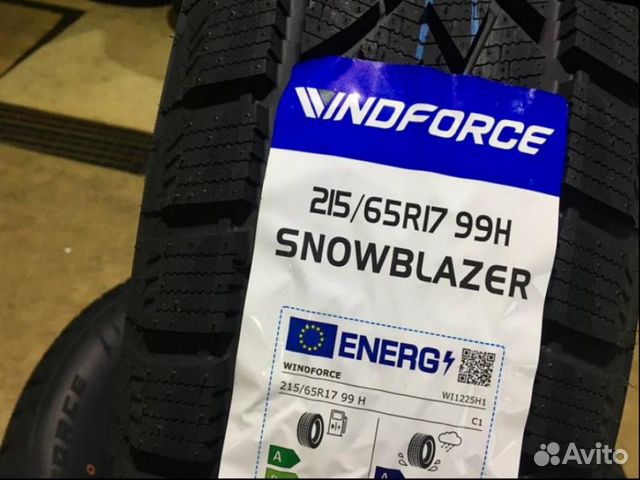 WINDFORCE
215/65R17 99H
SNOWBLAZER
ENERG
WINDFORCE
WI1225H1
215/65R17 99 H
C1
A
A
Avito